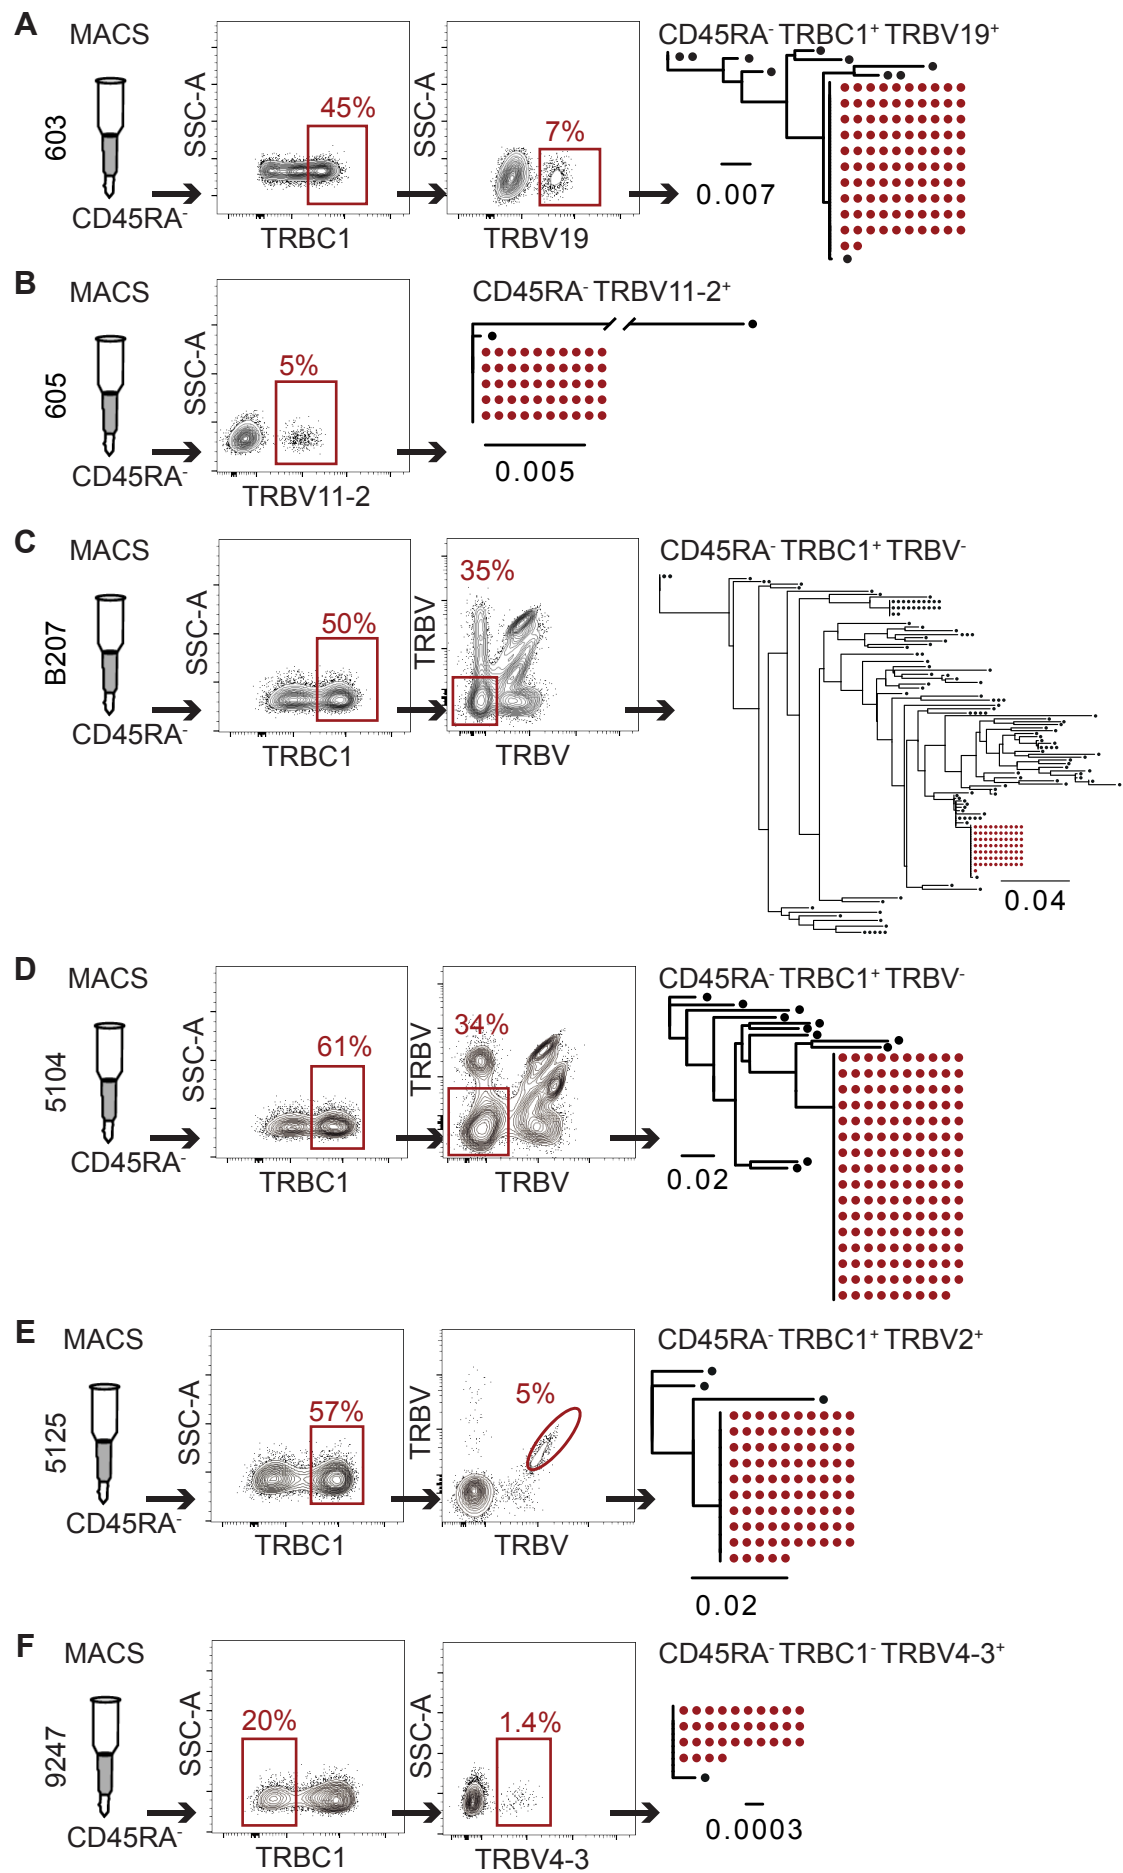 A
MACS
603
CD45RA-
SSC-A
45%
TRBC1
SSC-A
7%
TRBV19
CD45RA- TRBC1+ TRBV19+
0.007
B
MACS
605
CD45RA-
SSC-A
5%
TRBV11-2
CD45RA- TRBV11-2+
0.005
C
MACS
B207
CD45RA-
SSC-A
50%
TRBC1
TRBV
35%
TRBV
CD45RA- TRBC1+ TRBV-
0.04
D
MACS
5104
CD45RA-
SSC-A
61%
TRBC1
TRBV
34%
TRBV
CD45RA- TRBC1+ TRBV-
0.02
E
MACS
5125
CD45RA-
SSC-A
57%
TRBC1
TRBV
5%
TRBV
CD45RA- TRBC1+ TRBV2+
0.02
F
MACS
9247
CD45RA-
SSC-A
20%
TRBC1
SSC-A
1.4%
TRBV4-3
CD45RA- TRBC1- TRBV4-3+
0.0003